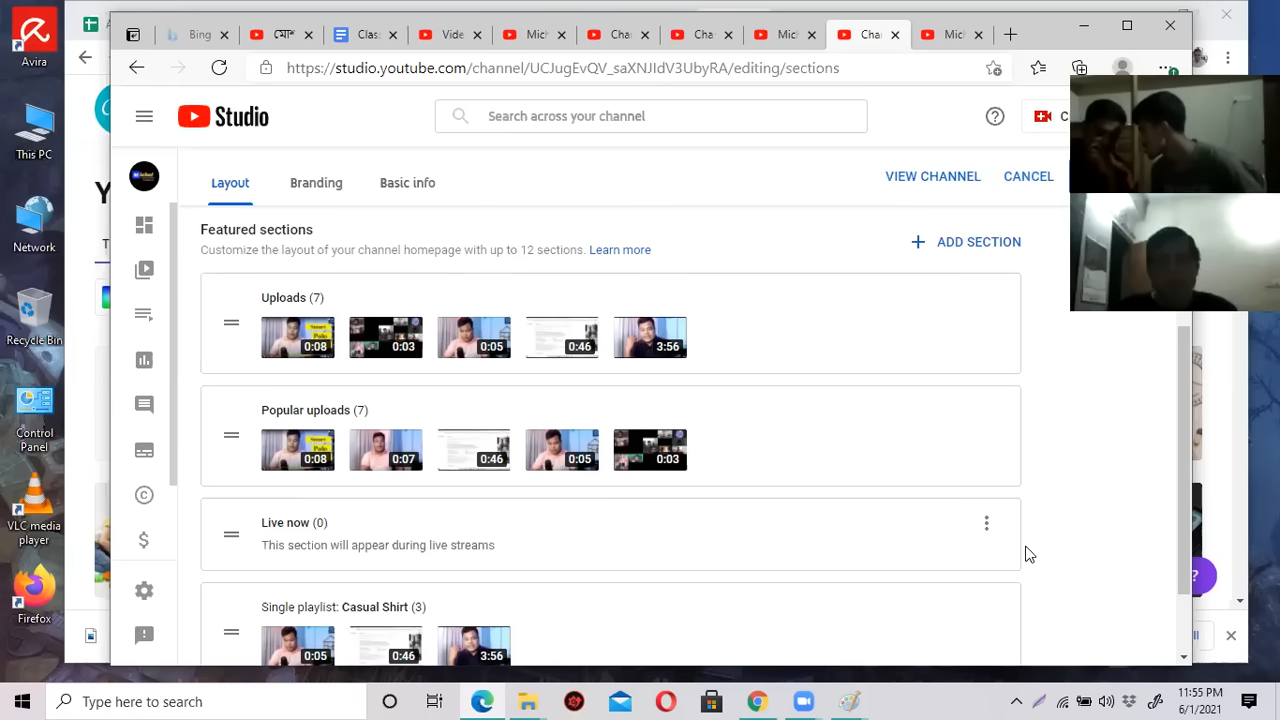 Avira
This PC
Network
Recycle Bin
Control Panel
VLC media player
Firefox
Bing
মোশ
Clas
Vide
Mich
Cha
Cha
Mich
Cha
Mich
https://studio.youtube.com/channel/UCJugEvQV_saXNJIdV3UbyRA/editing/sections
Studio
Search across your channel
C
Layout
Branding
Basic info
VIEW CHANNEL
CANCEL
Featured sections
Customize the layout of your channel homepage with up to 12 sections. Learn more
+ ADD SECTION
Uploads (7)
0:08
0:03
0:05
0:46
3:56
Popular uploads (7)
0:08
0:07
0:46
0:05
0:03
Live now (0)
This section will appear during live streams
Single playlist: Casual Shirt (3)
0:05
0:46
3:56
Type here to search
11:55 PM
6/1/2021